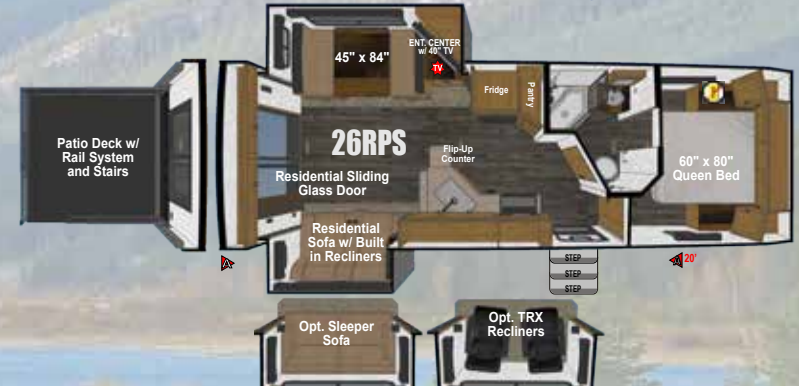 45" x 84"
ENT. CENTER
w/ 40" TV
TV
Fridge
Pantry
Patio Deck w/
Rail System
and Stairs
26RPS
Flip-Up
Counter
Residential Sliding
Glass Door
60" x 80"
Queen Bed
Residential
Sofa w/ Built
in Recliners
A
STEP
STEP
STEP
20'
Opt. Sleeper
Sofa
Opt. TRX
Recliners